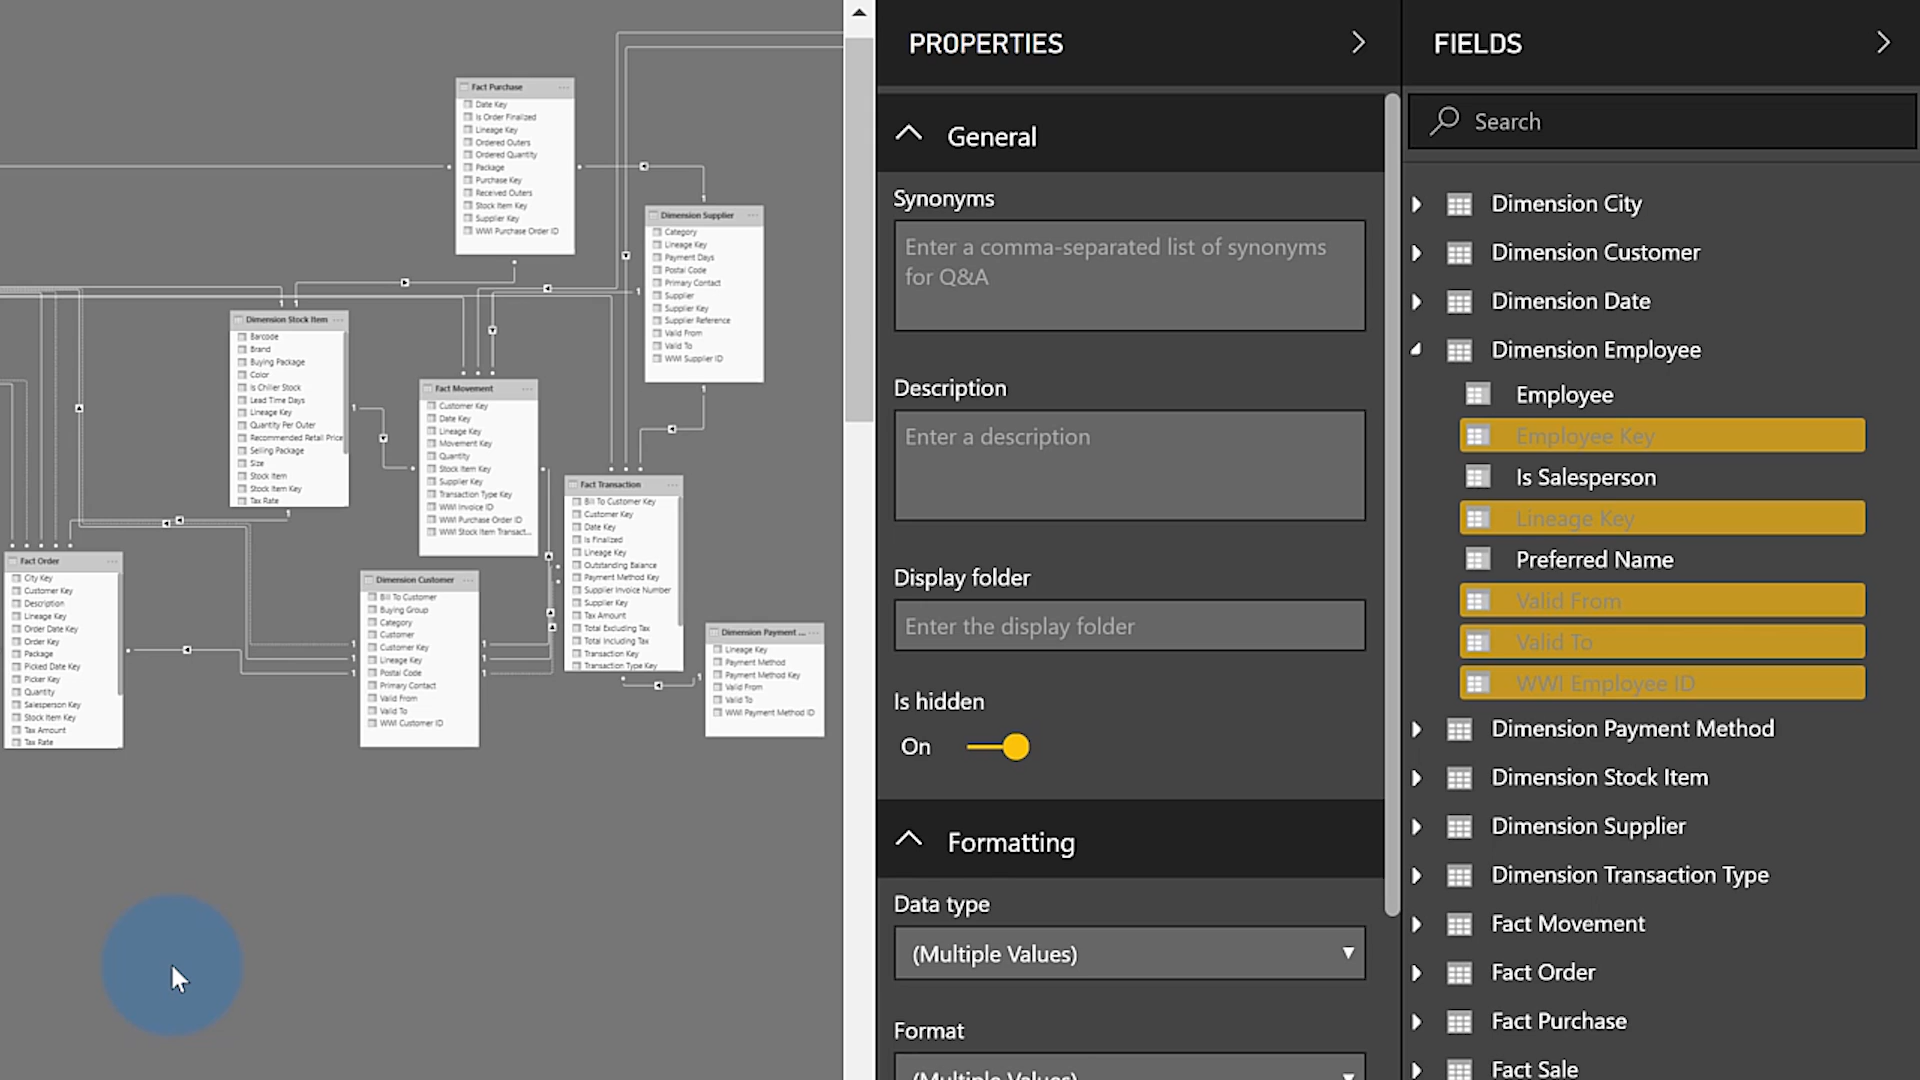 Fact Purchase
Date Key
Is Order Finalized
Lineage Key
Ordered Outers
Ordered Quantity
Package
Purchase Key
Received Outers
Stock Item Key
Supplier Key
WWI Purchase Order ID
Dimension Supplier
Category
Lineage Key
Payment Days
Postal Code
Primary Contact
Supplier
Supplier Key
Supplier Reference
Valid From
Valid To
WWI Supplier ID
Dimension Stock Item
Barcode
Brand
Buying Package
Color
Is Chiller Stock
Lead Time Days
Lineage Key
Quantity Per Outer
Recommended Retail Price
Selling Package
Size
Stock Item
Stock Item Key
Tax Rate
Fact Movement
Customer Key
Date Key
Lineage Key
Movement Key
Quantity
Stock Item Key
Supplier Key
Transaction Type Key
WWI Invoice ID
WWI Purchase Order ID
WWI Stock Item Transact...
Fact Transaction
Bill To Customer Key
Customer Key
Date Key
Is Finalized
Lineage Key
Outstanding Balance
Payment Method Key
Supplier Invoice Number
Supplier Key
Tax Amount
Total Excluding Tax
Total Including Tax
Transaction Key
Transaction Type Key
Fact Order
City Key
Customer Key
Description
Lineage Key
Order Date Key
Order Key
Package
Picked Date Key
Picker Key
Quantity
Salesperson Key
Stock Item Key
Tax Amount
Tax Rate
Dimension Customer
Bill To Customer
Buying Group
Category
Customer
Customer Key
Lineage Key
Postal Code
Primary Contact
Valid From
Valid To
WWI Customer ID
Dimension Payment ...
Lineage Key
Payment Method
Payment Method Key
Valid From
Valid To
WWI Payment Method ID
PROPERTIES
General
Synonyms
Enter a comma-separated list of synonyms
for Q&A
Description
Enter a description
Display folder
Enter the display folder
Is hidden
On
Formatting
Data type
(Multiple Values)
Format
(Multiple Values)
FIELDS
Search
Dimension City
Dimension Customer
Dimension Date
Dimension Employee
Employee
Employee Key
Is Salesperson
Lineage Key
Preferred Name
Valid From
Valid To
WWI Employee ID
Dimension Payment Method
Dimension Stock Item
Dimension Supplier
Dimension Transaction Type
Fact Movement
Fact Order
Fact Purchase
Fact Sale